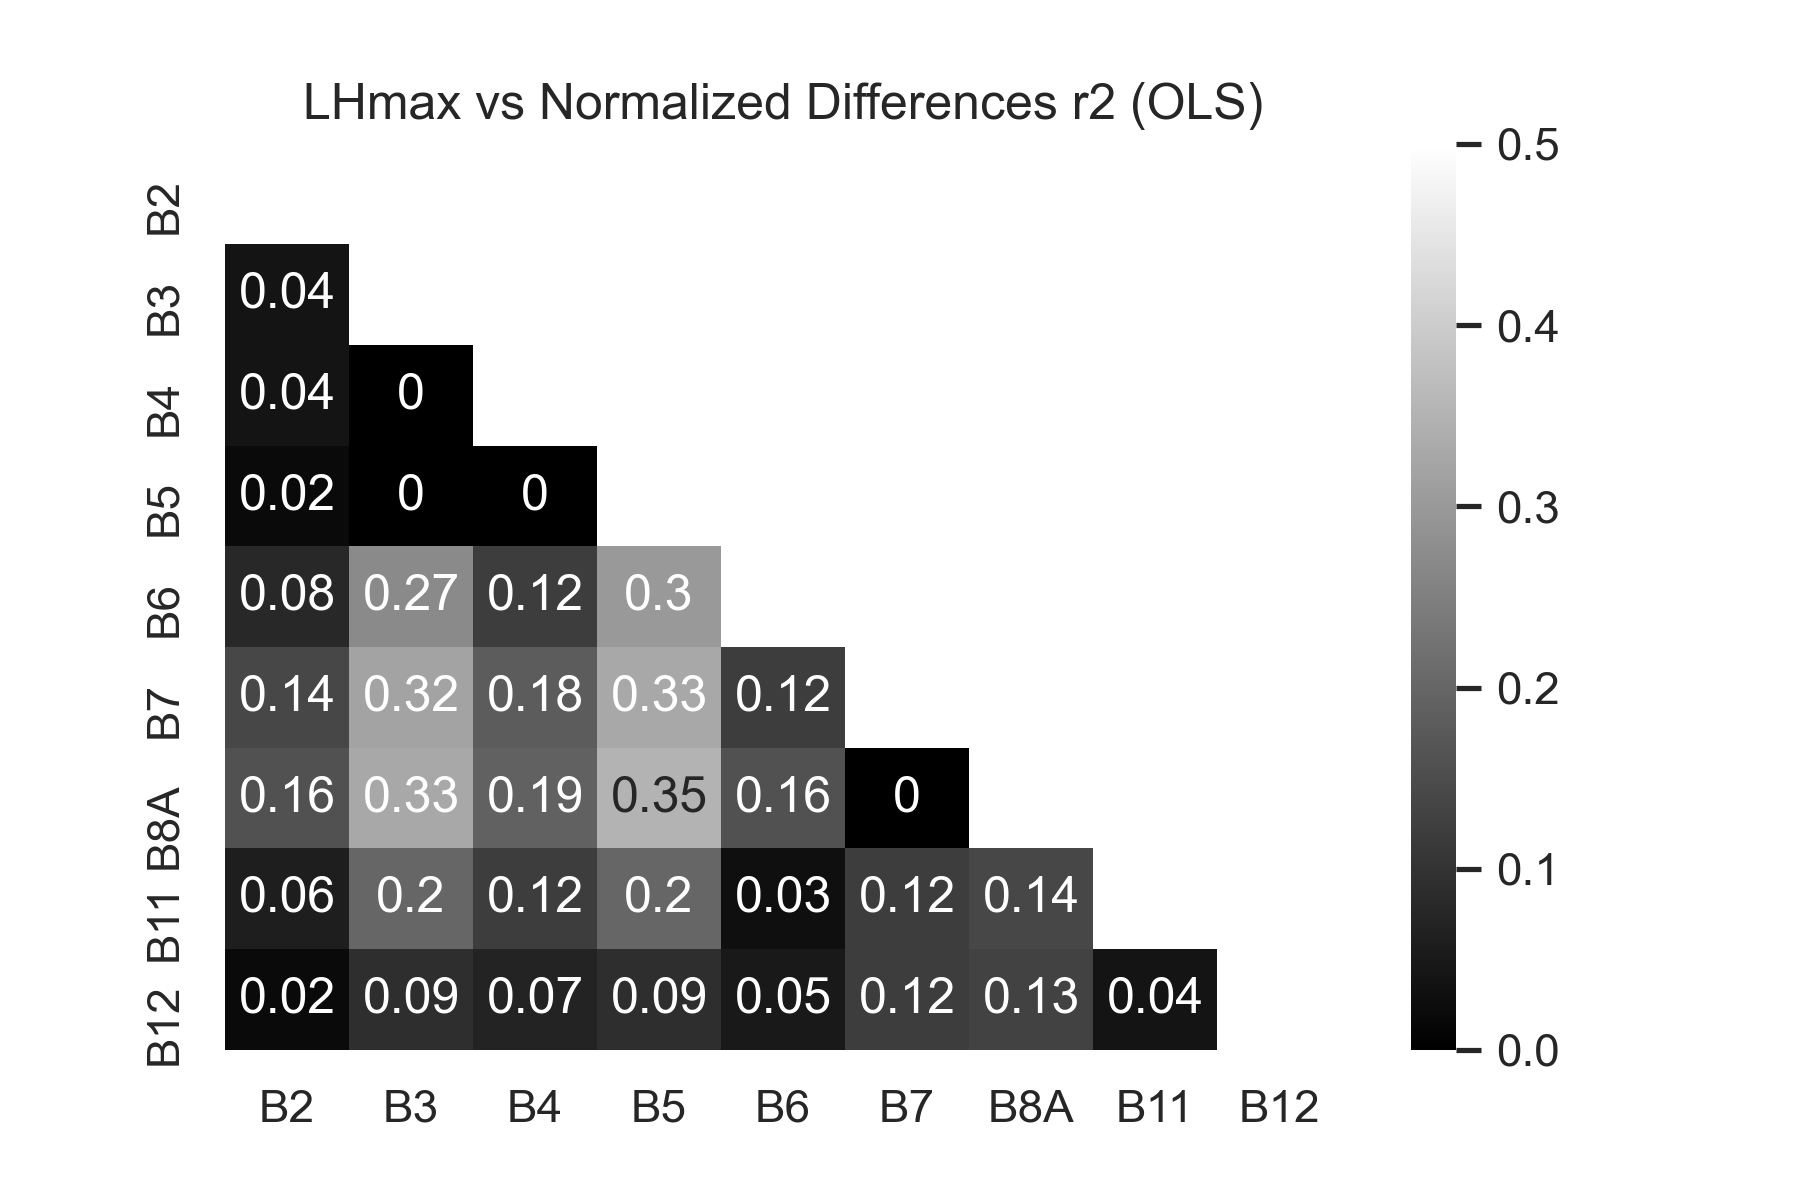 LHmax vs Normalized Differences r2 (OLS)
0.5
B2
B3 0.04
0.4
B4 0.04 0
B5 0.02 0 0
0.3
B6 0.08 0.27 0.12 0.3
B7 0.14 0.32 0.18 0.33 0.12
0.2
B8A 0.16 0.33 0.19 0.35 0.16 0
0.1
B11 0.06 0.2 0.12 0.2 0.03 0.12 0.14
B12 0.02 0.09 0.07 0.09 0.05 0.12 0.13 0.04
0.0
B2 B3 B4 B5 B6 B7 B8A B11 B12